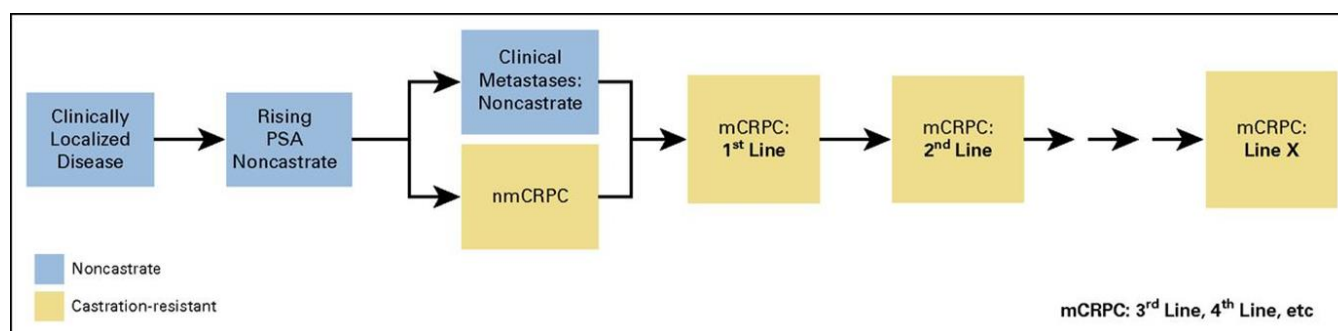 Clinically
Localized
Disease
Rising
PSA
Noncastrate
Clinical
Metastases:
Noncastrate
nmCRPC
mCRPC:
1st Line
mCRPC:
2nd Line
mCRPC:
Line X
Noncastrate
Castration-resistant
mCRPC: 3rd Line, 4th Line, etc